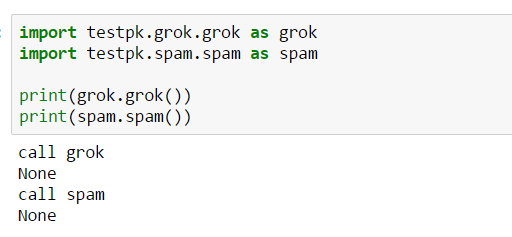 import testpk.grok.grok as grok
import testpk.spam.spam as spam
print(grok.grok())
print(spam.spam())
call grok
None
call spam
None